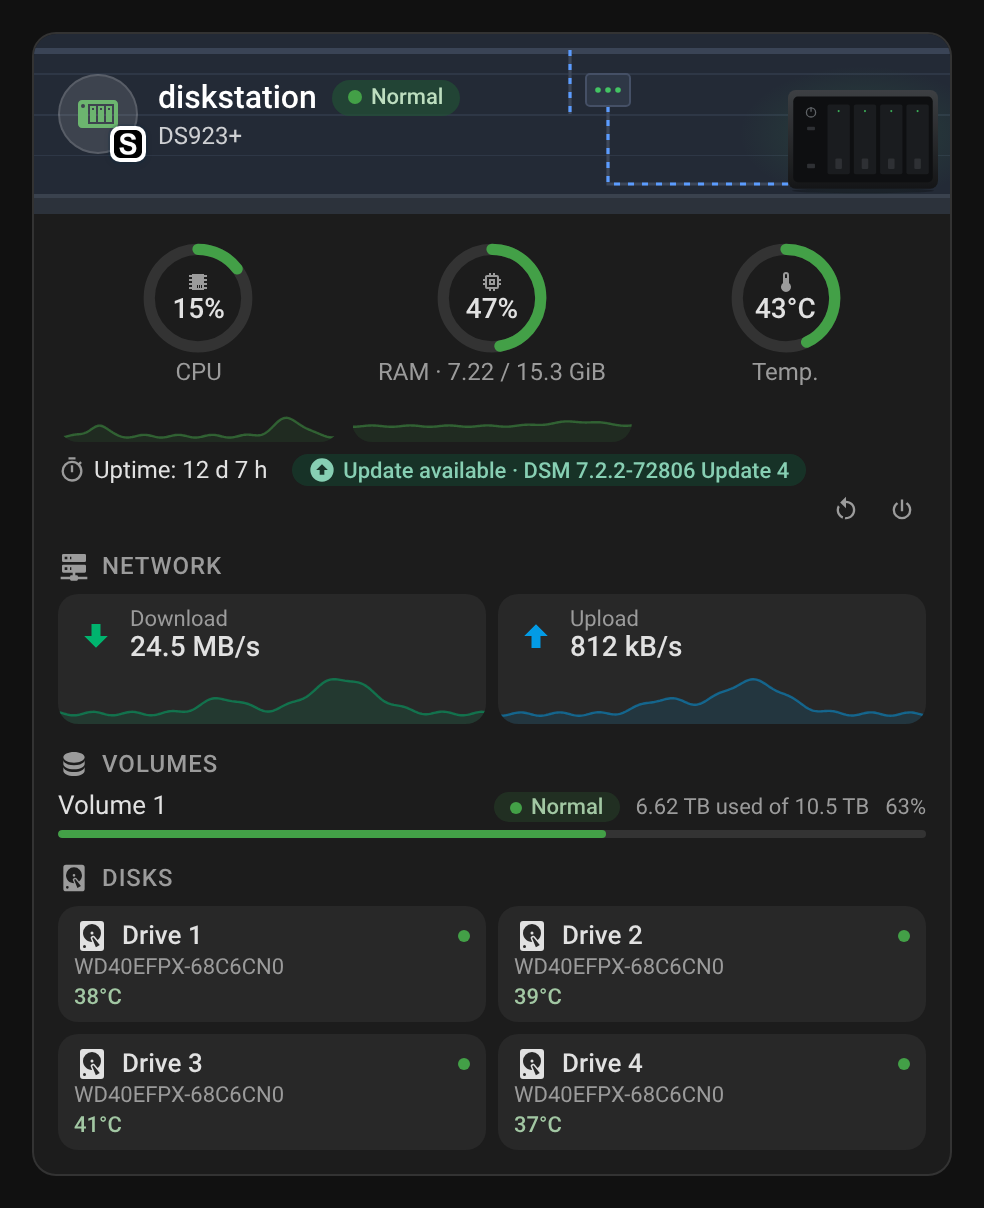 diskstation
Normal
S
DS923+
15%
47%
43°C
CPU
RAM · 7.22 / 15.3 GiB
Temp.
Uptime: 12 d 7 h
Update available · DSM 7.2.2-72806 Update 4
NETWORK
Download
24.5 MB/s
Upload
812 kB/s
VOLUMES
Volume 1
Normal
6.62 TB used of 10.5 TB
63%
DISKS
Drive 1
WD40EFPX-68C6CN0
38°C
Drive 2
WD40EFPX-68C6CN0
39°C
Drive 3
WD40EFPX-68C6CN0
41°C
Drive 4
WD40EFPX-68C6CN0
37°C